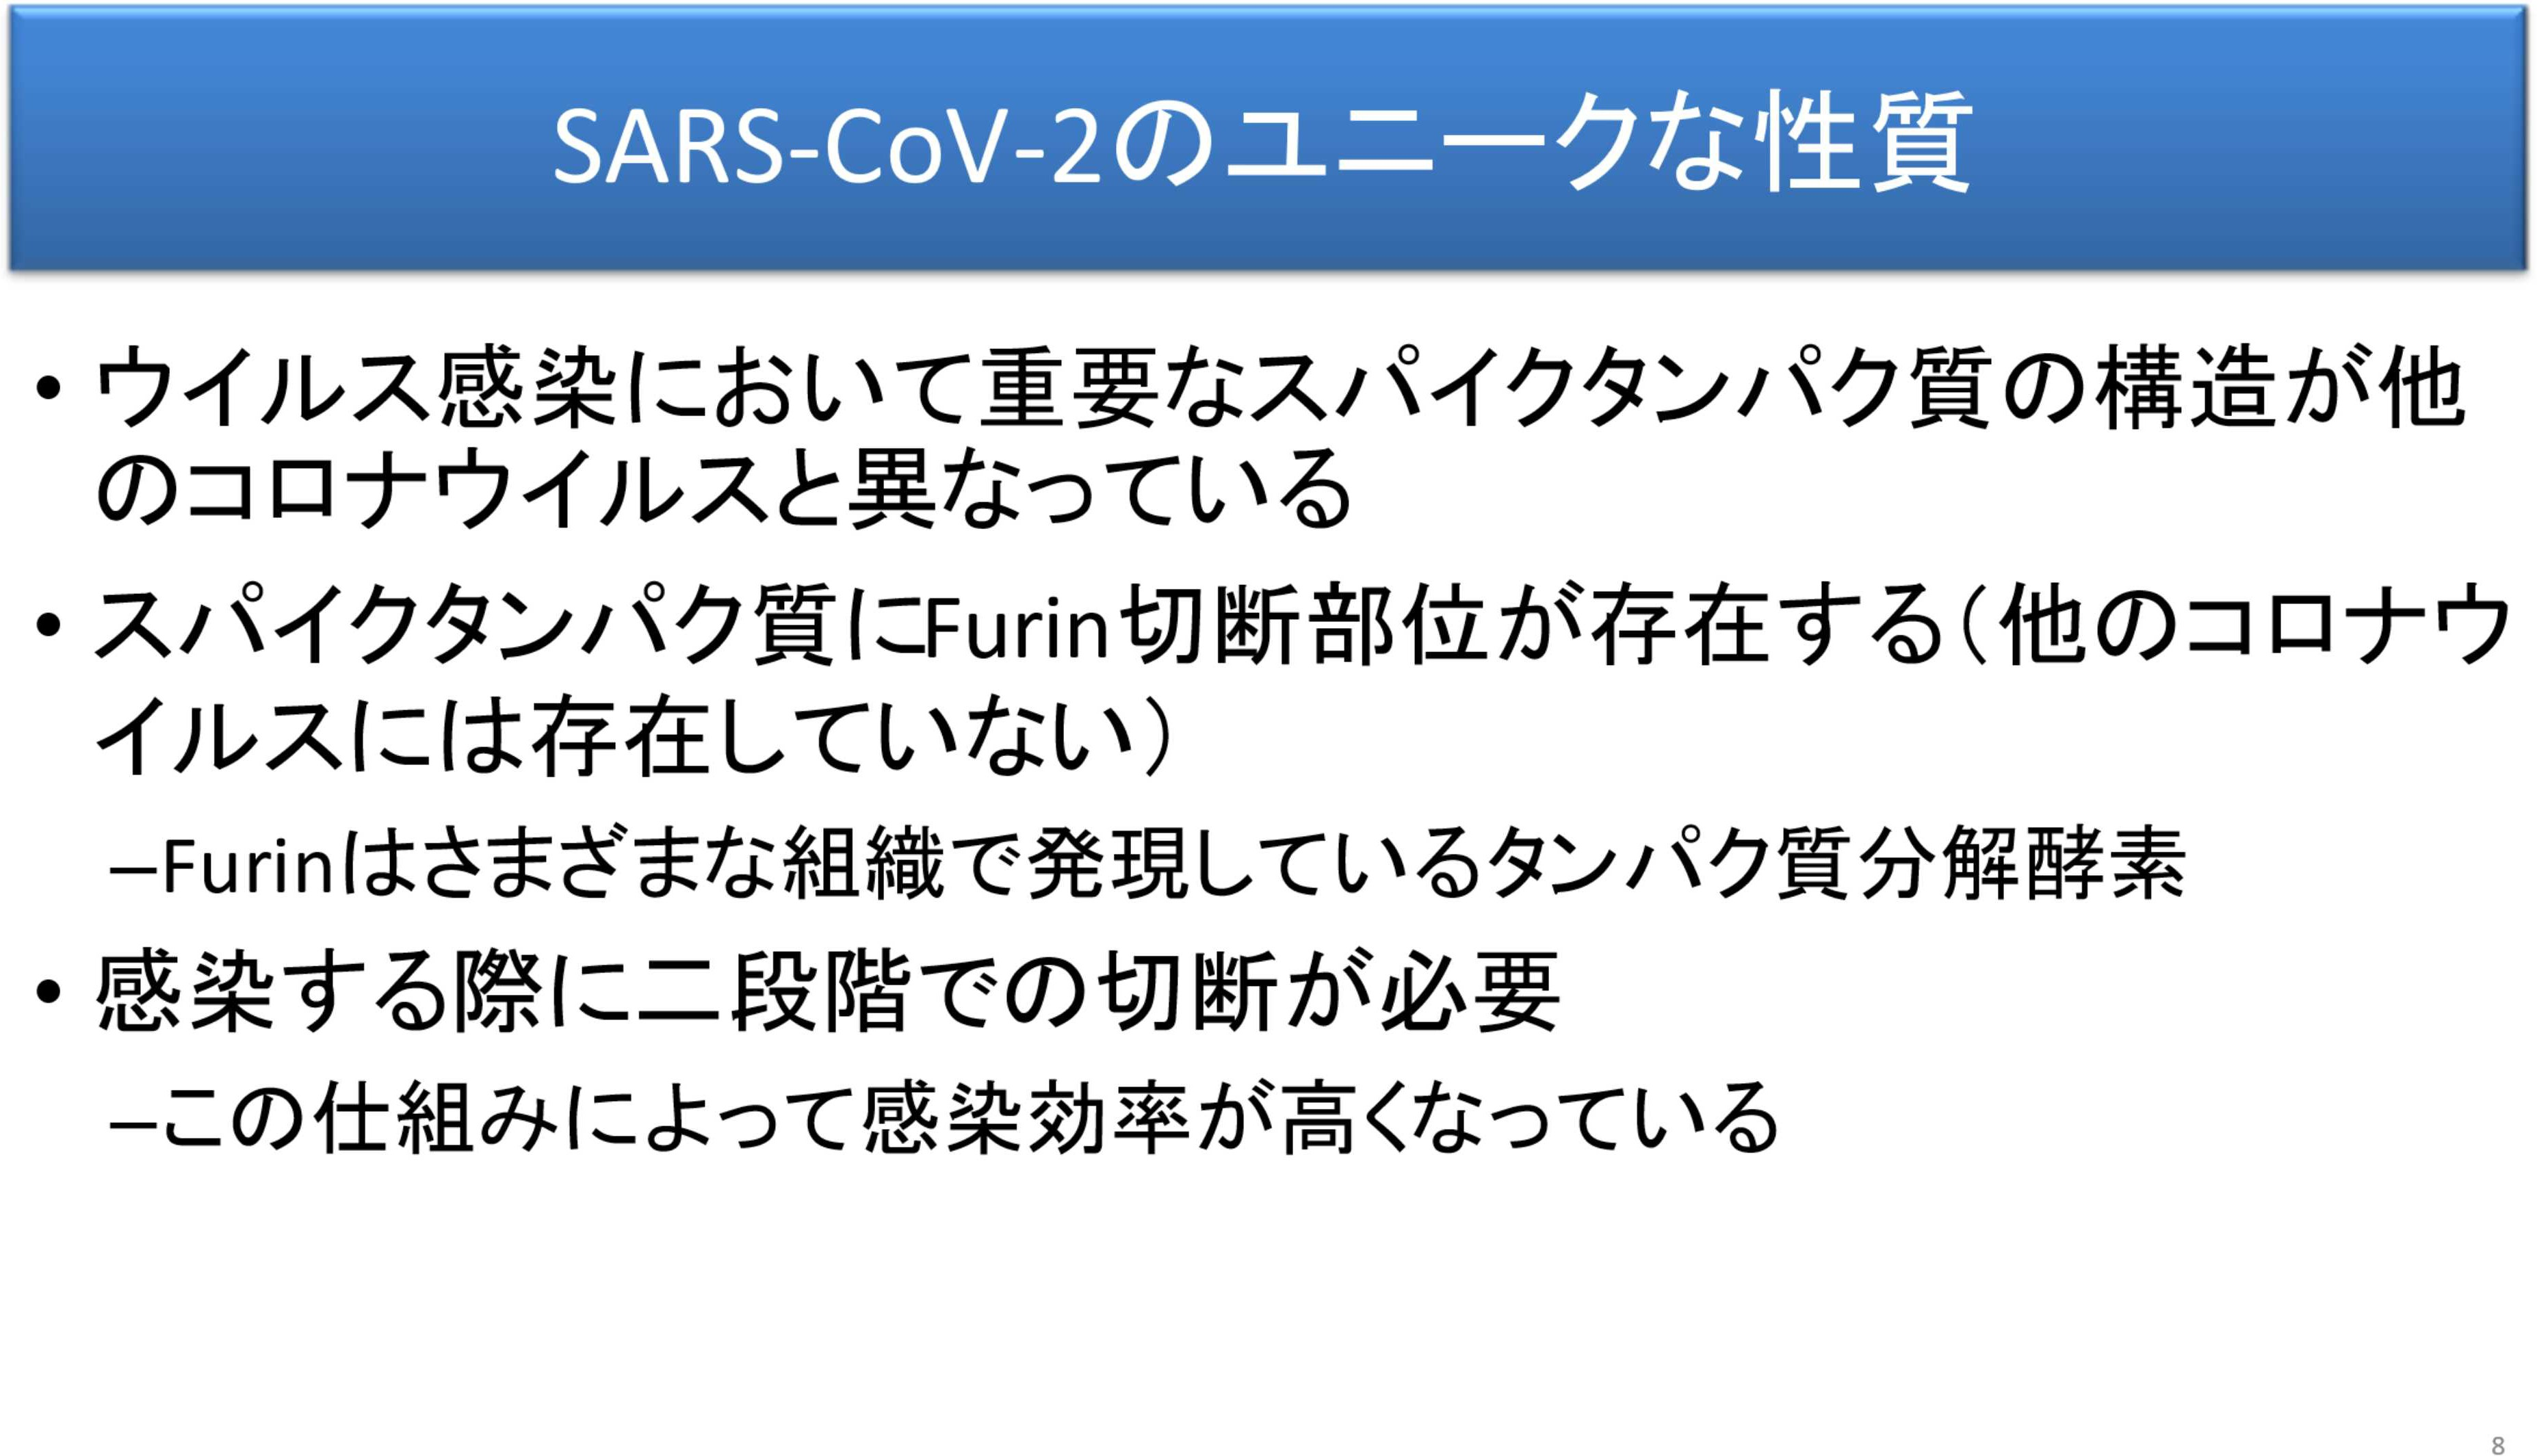 SARS-CoV-2のユニークな性質
• ウイルス感染において重要なスパイクタンパク質の構造が他
のコロナウイルスと異なっている
• スパイクタンパク質にFurin切断部位が存在する（他のコロナウ
イルスには存在していない）
–Furinはさまざまな組織で発現しているタンパク質分解酵素
• 感染する際に二段階での切断が必要
–この仕組みによって感染効率が高くなっている
8